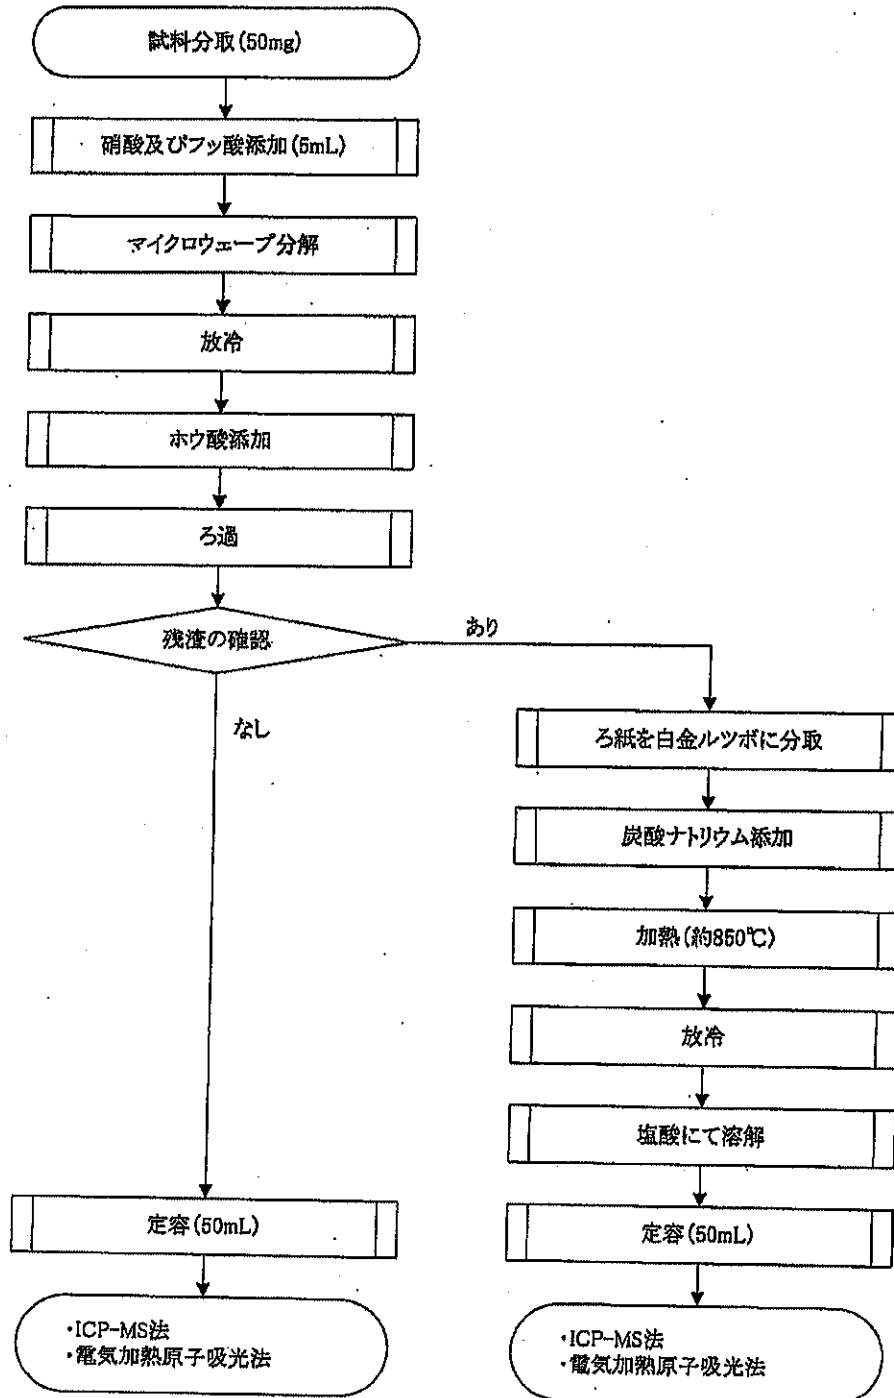 試料分取(50mg)
硝酸及びフッ酸添加(5mL)
マイクロウェーブ分解
放冷
ホウ酸添加
ろ過
残渣の確認
あり
なし
ろ紙を白金ルツボに分取
炭酸ナトリウム添加
加熱(約850℃)
放冷
塩酸にて溶解
定容(50mL)
定容(50mL)
・ICP-MS法
・電気加熱原子吸光法
・ICP-MS法
・電気加熱原子吸光法